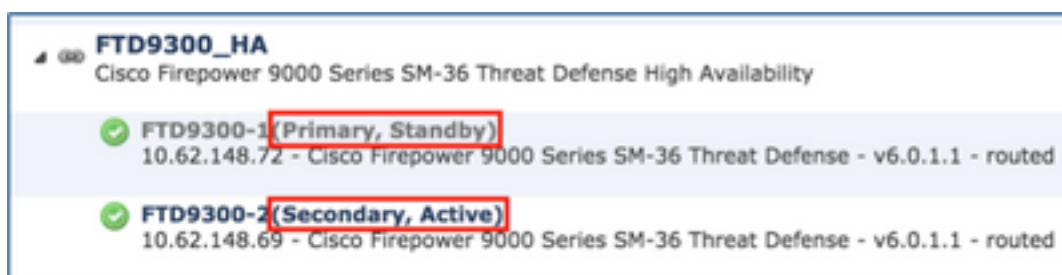 FTD9300_HA
Cisco Firepower 9000 Series SM-36 Threat Defense High Availability
FTD9300-1(Primary, Standby)
10.62.148.72 - Cisco Firepower 9000 Series SM-36 Threat Defense - v6.0.1.1 - routed
FTD9300-2(Secondary, Active)
10.62.148.69 - Cisco Firepower 9000 Series SM-36 Threat Defense - v6.0.1.1 - routed